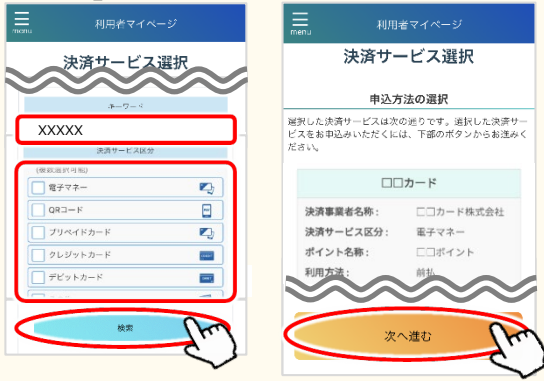 menu
利用者マイページ
決済サービス選択
キーワード
XXXXX
決済サービス区分
(複数選択可能)
電子マネー
QRコード
プリペイドカード
クレジットカード
デビットカード
検索
menu
利用者マイページ
決済サービス選択
申込方法の選択
選択した決済サービスは次の通りです。選択した決済サー
ビスをお申込みいただくには、下部のボタンからお進みく
ださい。
□□カード
決済事業者名称: □□カード株式会社
決済サービス区分: 電子マネー
ポイント名称: □□ポイント
利用方法: 前払
次へ進む